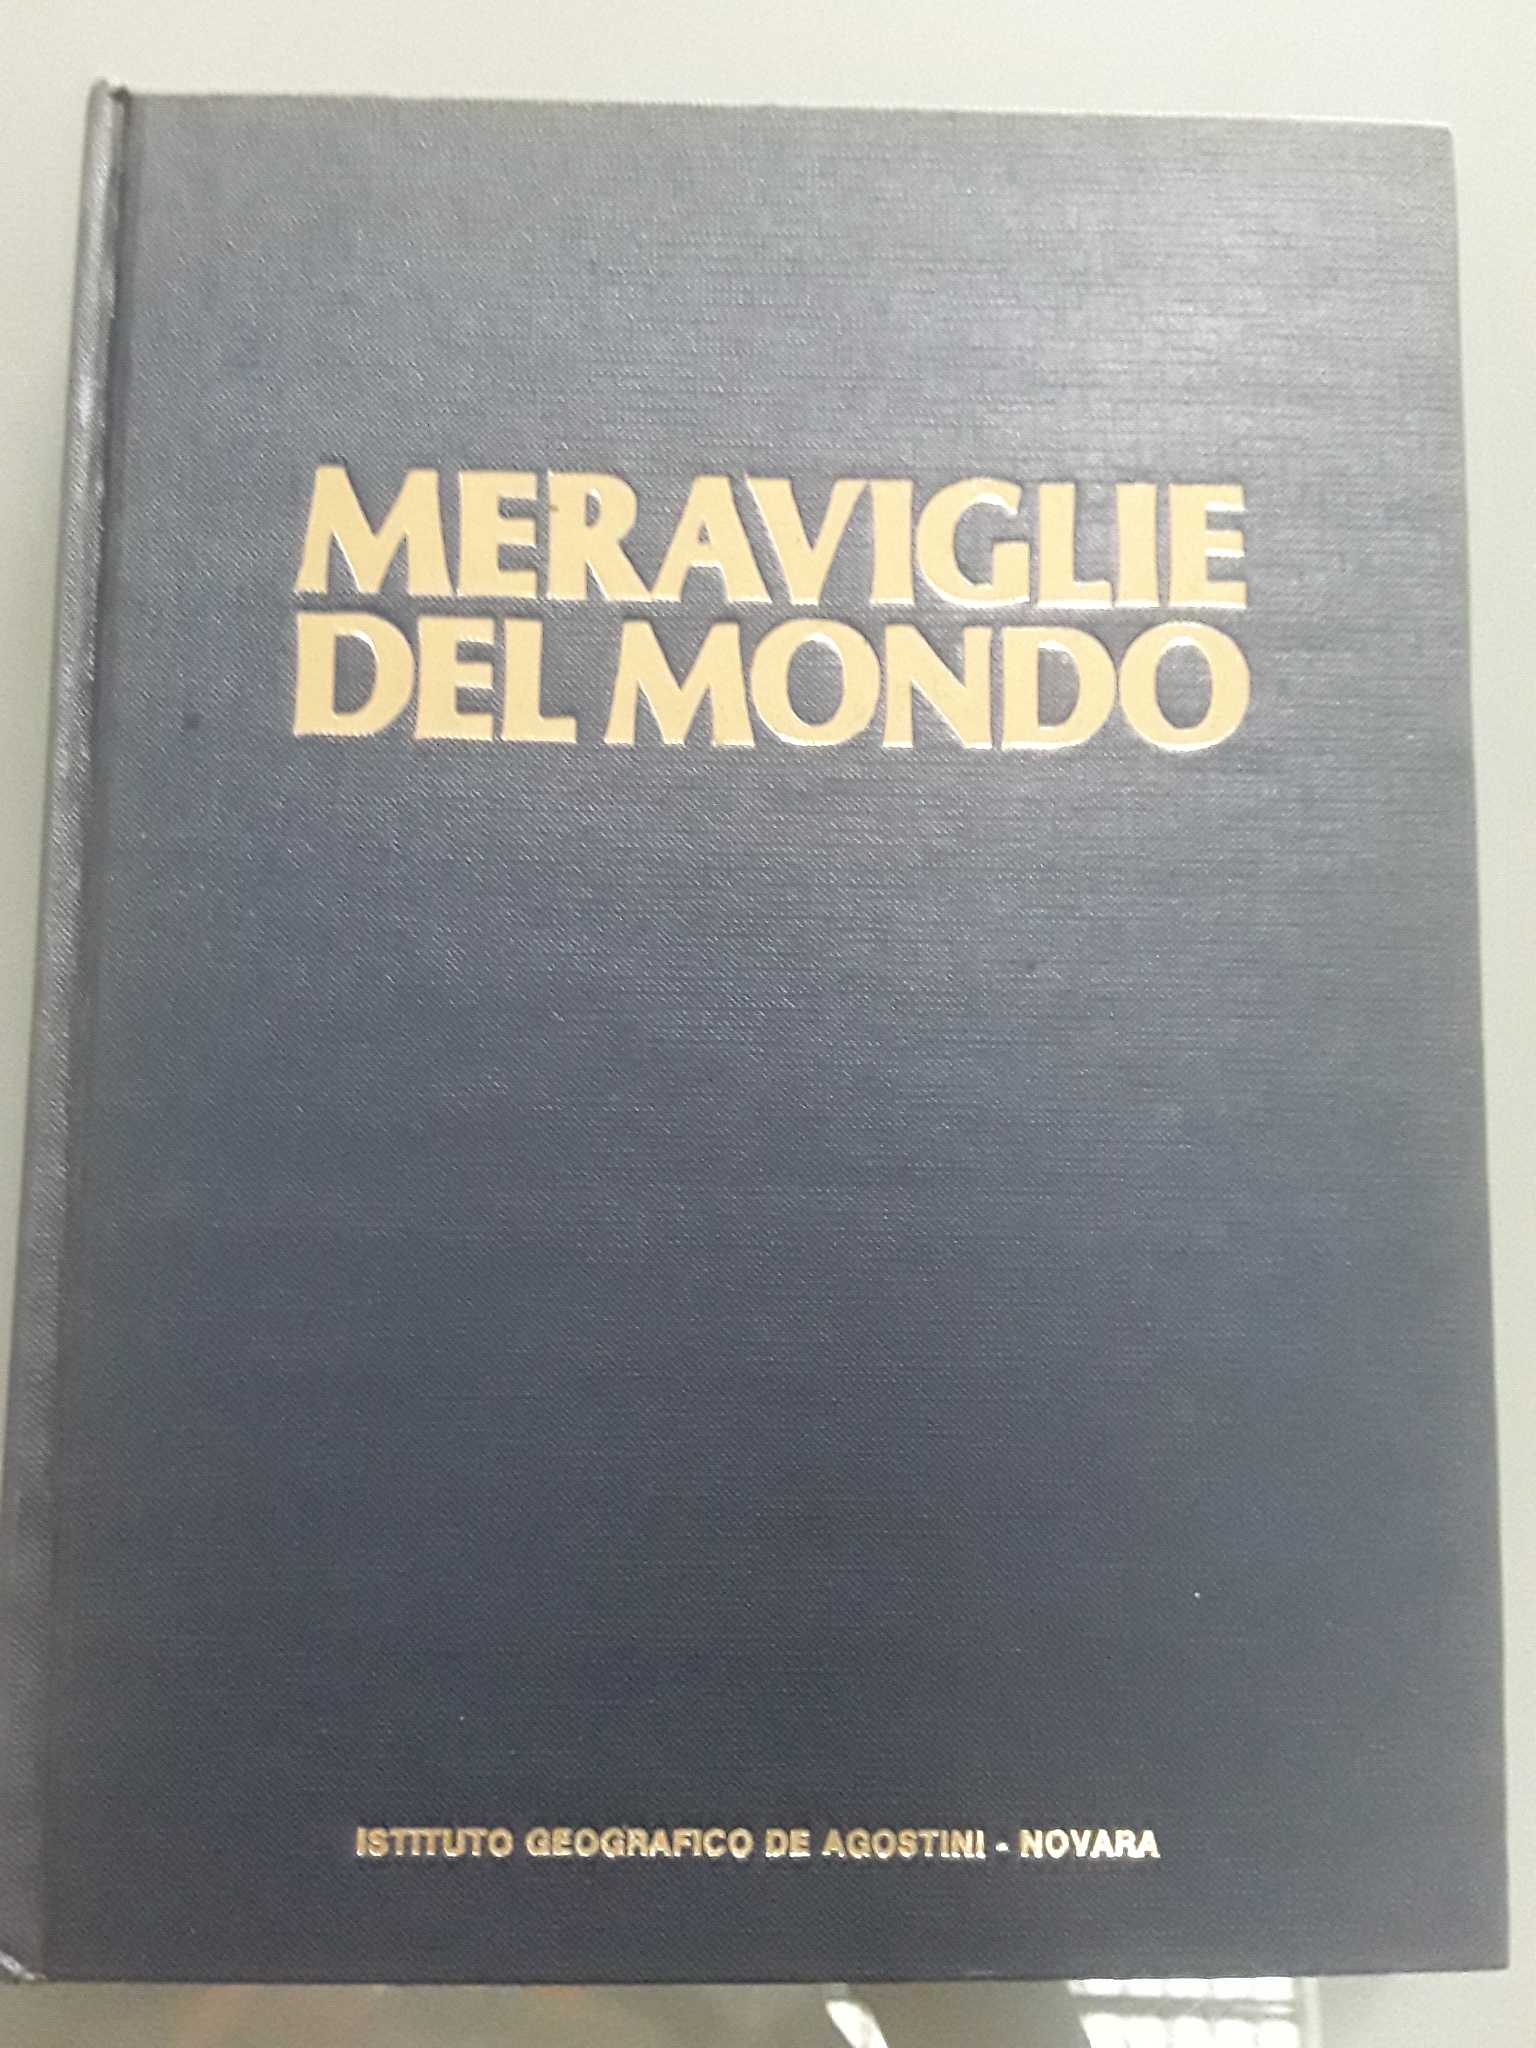 MERAVIGLIE
DEL MONDO
ISTITUTO GEOGRAFICO DE AGOSTINI - NOVARA